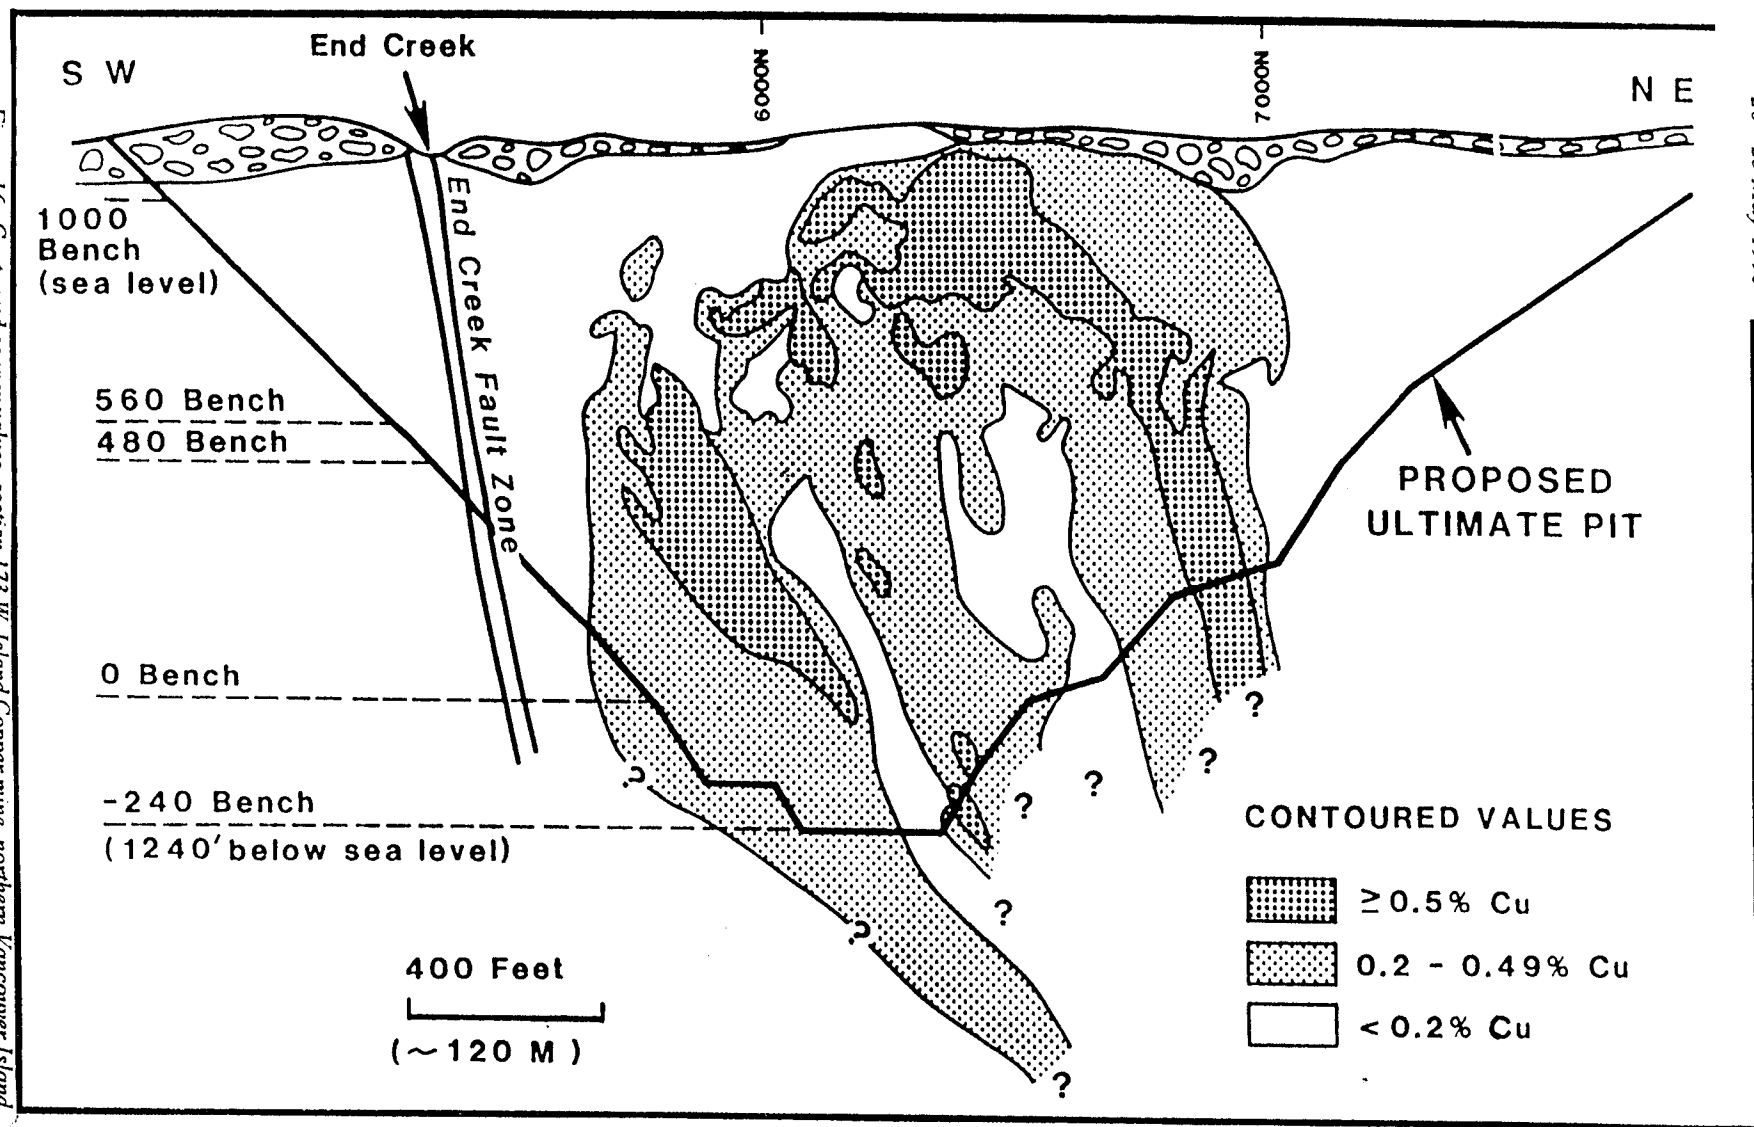 End Creek
S W
6000N
7000N
N E
1000
Bench
(sea level)
End Creek Fault Zone
560 Bench
480 Bench
PROPOSED
ULTIMATE PIT
0 Bench
?
?
?
?
?
-240 Bench
(1240' below sea level)
CONTOURED VALUES
≥0.5% Cu
?
?
400 Feet
0.2 - 0.49% Cu
<0.2% Cu
(~120 M)
?